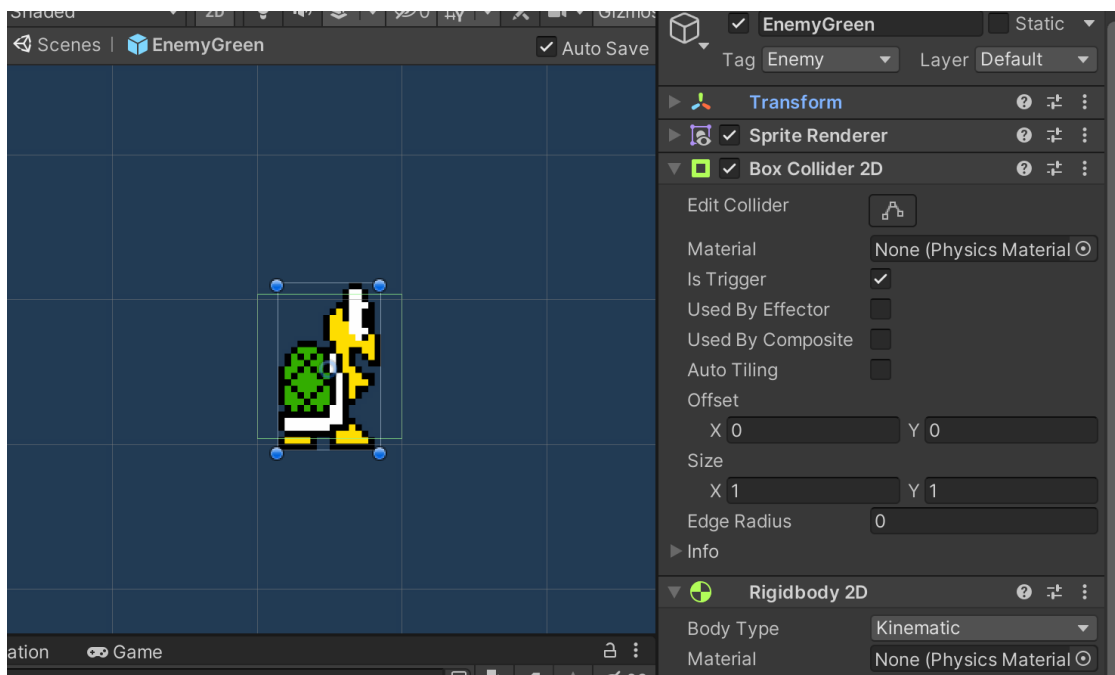 Shaded 2D 0 Gizmos
Scenes | EnemyGreen Auto Save
EnemyGreen Static
Tag Enemy Layer Default
Transform
Sprite Renderer
Box Collider 2D
Edit Collider
Material None (Physics Material
Is Trigger
Used By Effector
Used By Composite
Auto Tiling
Offset
X 0 Y 0
Size
X 1 Y 1
Edge Radius 0
Info
Rigidbody 2D
Body Type Kinematic
Material None (Physics Material
ation Game